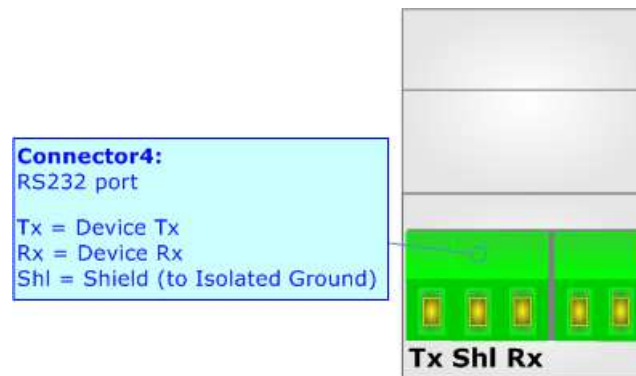 Connector4:
RS232 port
Tx = Device Tx
Rx = Device Rx
Shl = Shield (to Isolated Ground)
Tx Shl Rx